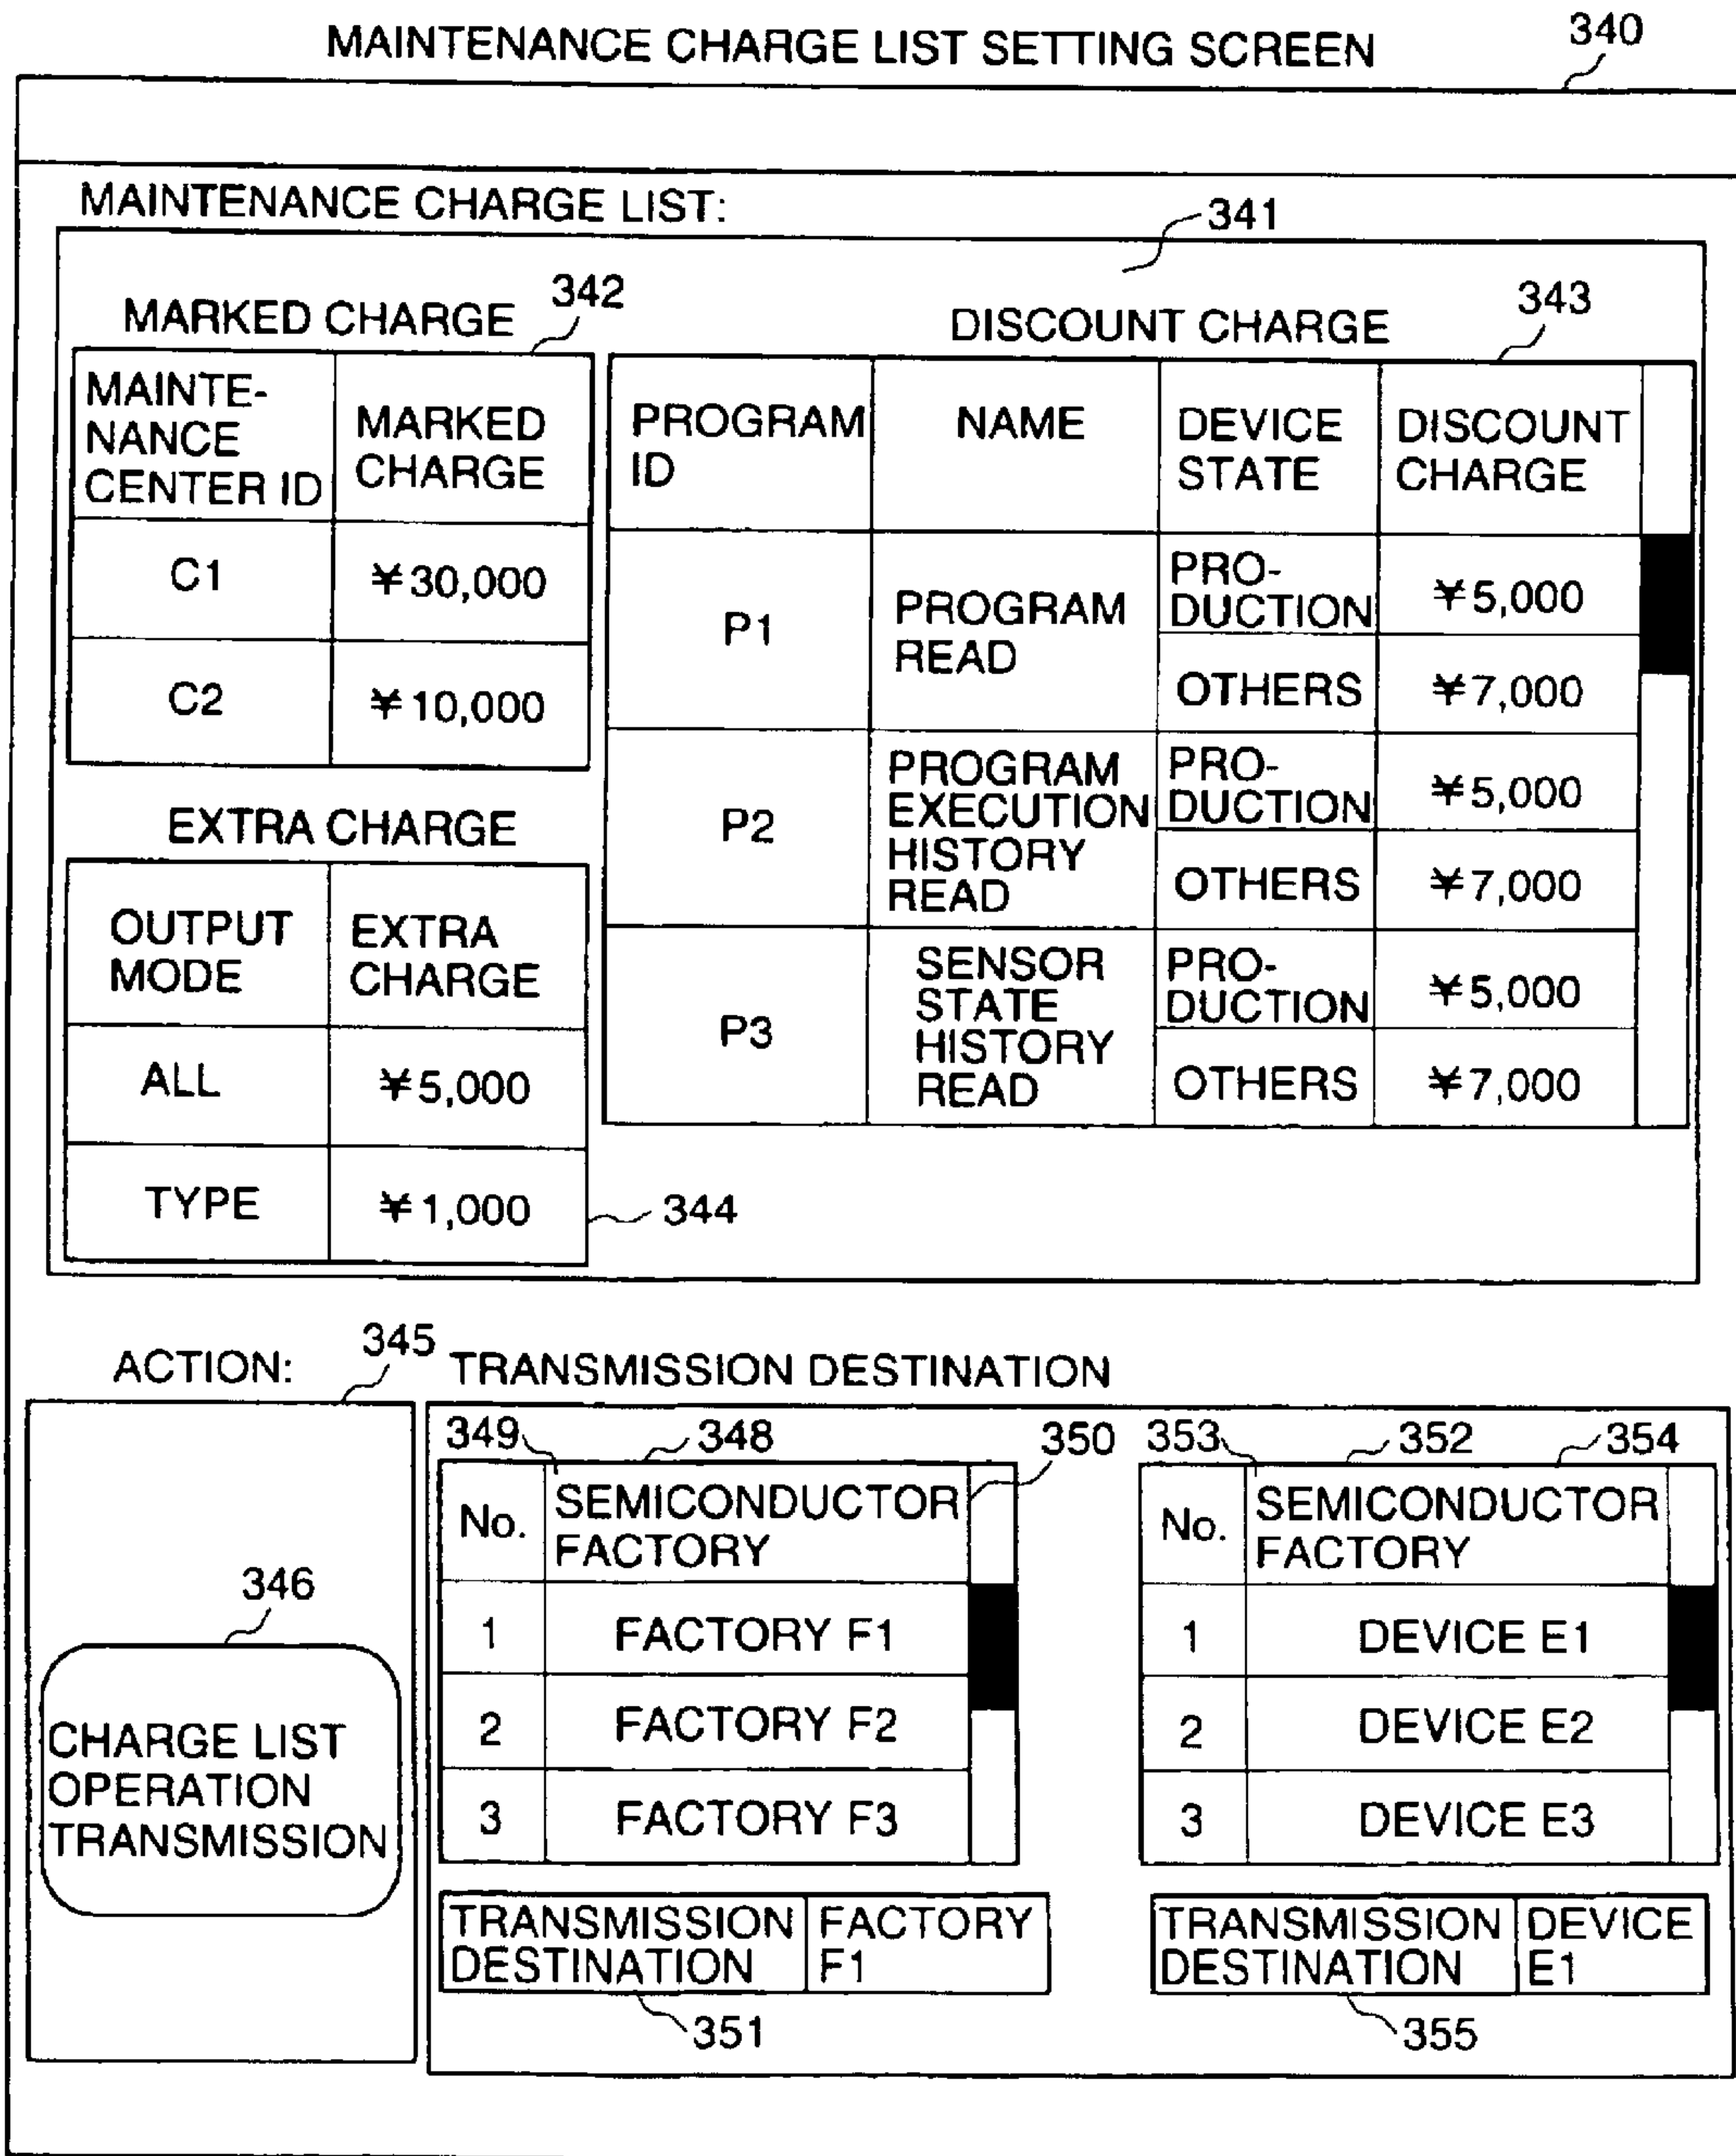 MAINTENANCE CHARGE LIST SETTING SCREEN
340
MAINTENANCE CHARGE LIST:
341
MARKED CHARGE
342
MAINTE-
NANCE
CENTER ID
MARKED
CHARGE
C1
¥30,000
C2
¥10,000
EXTRA CHARGE
OUTPUT
MODE
EXTRA
CHARGE
ALL
¥5,000
TYPE
¥1,000
344
DISCOUNT CHARGE
343
PROGRAM
ID
NAME
DEVICE
STATE
DISCOUNT
CHARGE
P1
PROGRAM
READ
PRO-
DUCTION
¥5,000
OTHERS
¥7,000
P2
PROGRAM
EXECUTION
HISTORY
READ
PRO-
DUCTION
¥5,000
OTHERS
¥7,000
P3
SENSOR
STATE
HISTORY
READ
PRO-
DUCTION
¥5,000
OTHERS
¥7,000
ACTION:
345
346
CHARGE LIST
OPERATION
TRANSMISSION
TRANSMISSION DESTINATION
349
348
350
No.
SEMICONDUCTOR
FACTORY
1
FACTORY F1
2
FACTORY F2
3
FACTORY F3
TRANSMISSION
DESTINATION
FACTORY
F1
351
353
352
354
No.
SEMICONDUCTOR
FACTORY
1
DEVICE E1
2
DEVICE E2
3
DEVICE E3
TRANSMISSION
DESTINATION
DEVICE
E1
355